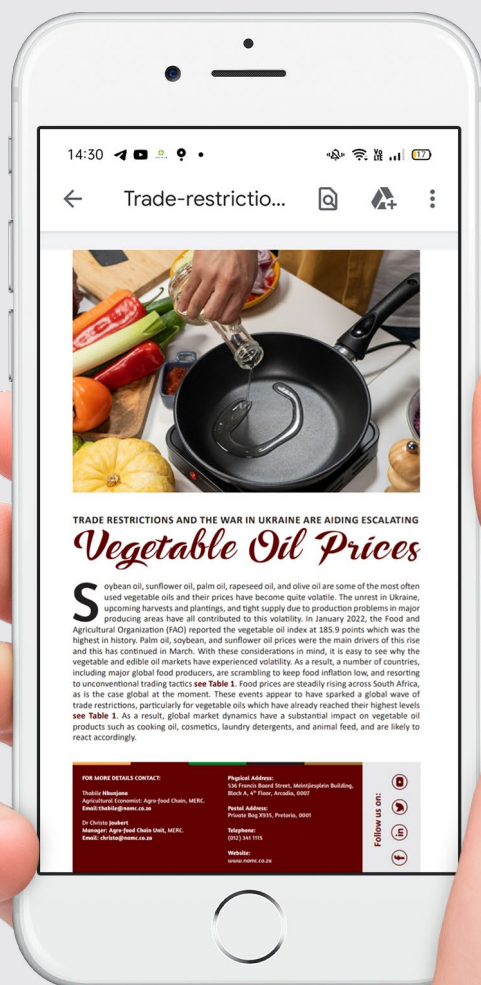 14:30
17
Trade-restrictio...
TRADE RESTRICTIONS AND THE WAR IN UKRAINE ARE AIDING ESCALATING
Vegetable Oil Prices
Soybean oil, sunflower oil, palm oil, rapeseed oil, and olive oil are some of the most often
used vegetable oils and their prices have become quite volatile. The unrest in Ukraine,
upcoming harvests and plantings, and tight supply due to production problems in major
producing areas have all contributed to this volatility. In January 2022, the Food and
Agricultural Organization (FAO) reported the vegetable oil index at 185.9 points which was the
highest in history. Palm oil, soybean, and sunflower oil prices were the main drivers of this rise
and this has continued in March. With these considerations in mind, it is easy to see why the
vegetable and edible oil markets have experienced volatility. As a result, a number of countries,
including major global food producers, are scrambling to keep food inflation low, and resorting
to unconventional trading tactics see Table 1. Food prices are steadily rising across South Africa,
as is the case global at the moment. These events appear to have sparked a global wave of
trade restrictions, particularly for vegetable oils which have already reached their highest levels
see Table 1. As a result, global market dynamics have a substantial impact on vegetable oil
products such as cooking oil, cosmetics, laundry detergents, and animal feed, and are likely to
react accordingly.
FOR MORE DETAILS CONTACT:
Thabile Nkunjana
Agricultural Economist: Agro-food Chain, MERC.
Email:thabile@namc.co.za
Dr Christo Joubert
Manager: Agro-food Chain Unit, MERC.
Email: christo@namc.co.za
Physical Address:
536 Francis Baard Street, Meintjiesplein Building,
Block A, 4th Floor, Arcadia, 0007
Postal Address:
Private Bag X935, Pretoria, 0001
Telephone:
(012) 341 1115
Website:
www.namc.co.za
Follow us on: